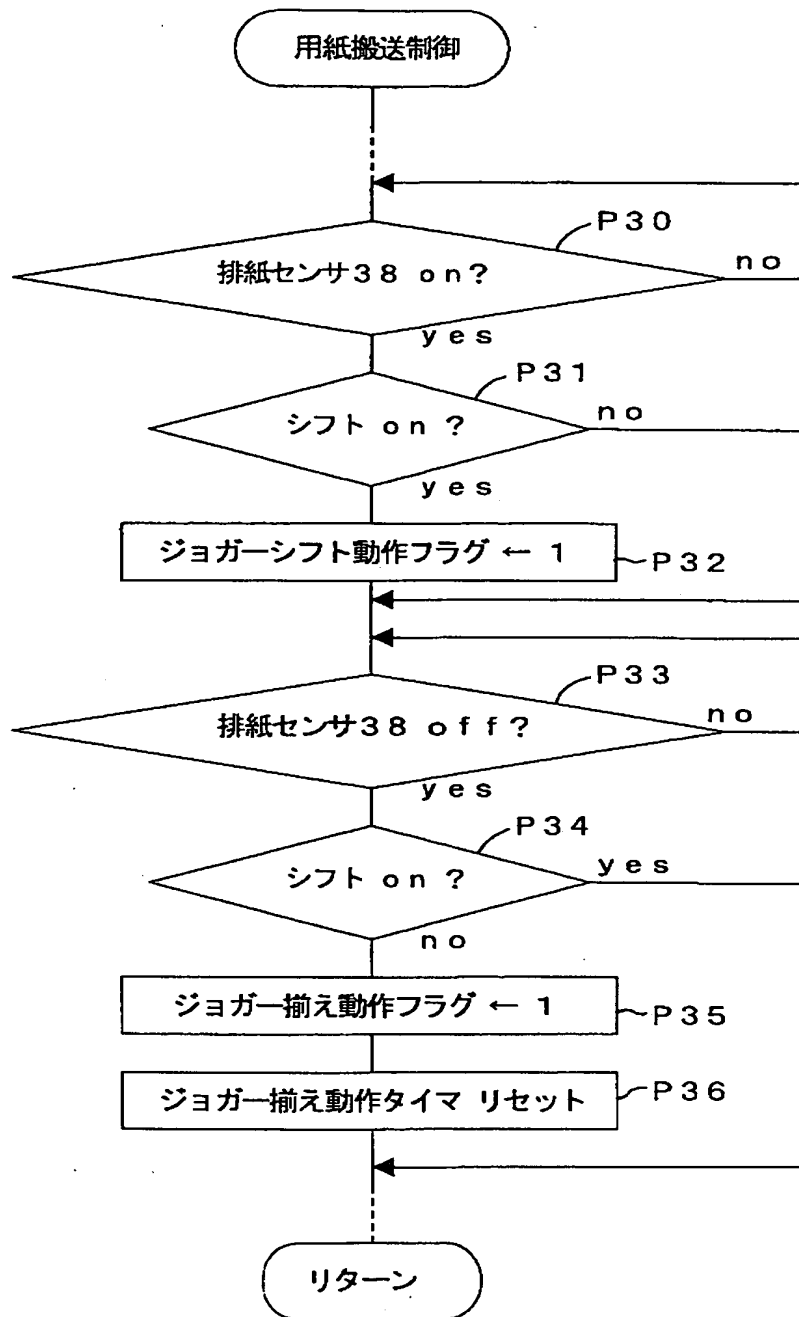 用紙搬送制御
P30
排紙センサ38 on?
no
yes
P31
シフト on ?
no
yes
ジョガーシフト動作フラグ ← 1
P32
P33
排紙センサ38 off?
no
yes
P34
シフト on ?
yes
no
ジョガー揃え動作フラグ ← 1
P35
ジョガー揃え動作タイマ リセット
P36
リターン